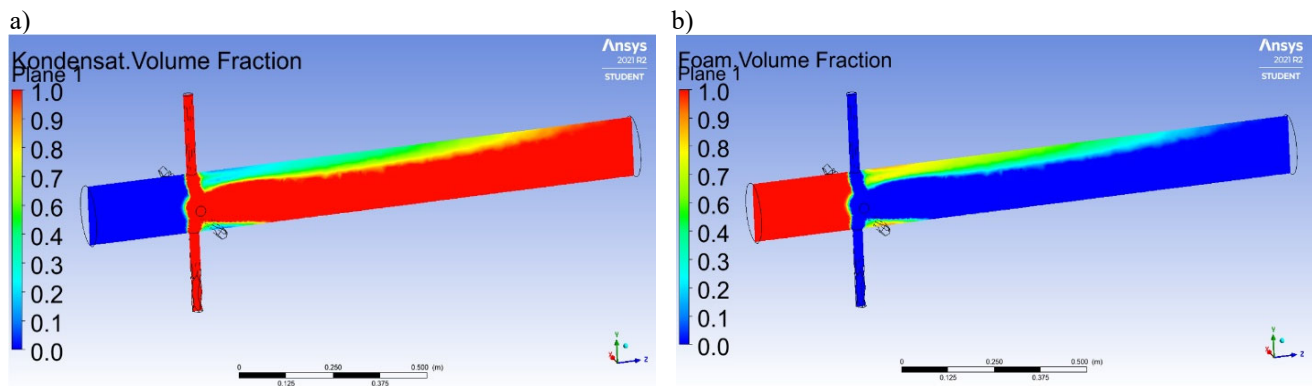 a)
Kondensat.Volume Fraction
Plane 1
Ansys
2021 R2
STUDENT
1.0
0.9
0.8
0.7
0.6
0.5
0.4
0.3
0.2
0.1
0.0
0
0.250
0.500 (m)
0.125
0.375
Y
X
Z
b)
Foam.Volume Fraction
Plane 1
Ansys
2021 R2
STUDENT
1.0
0.9
0.8
0.7
0.6
0.5
0.4
0.3
0.2
0.1
0.0
0
0.250
0.500 (m)
0.125
0.375
Y
X
Z